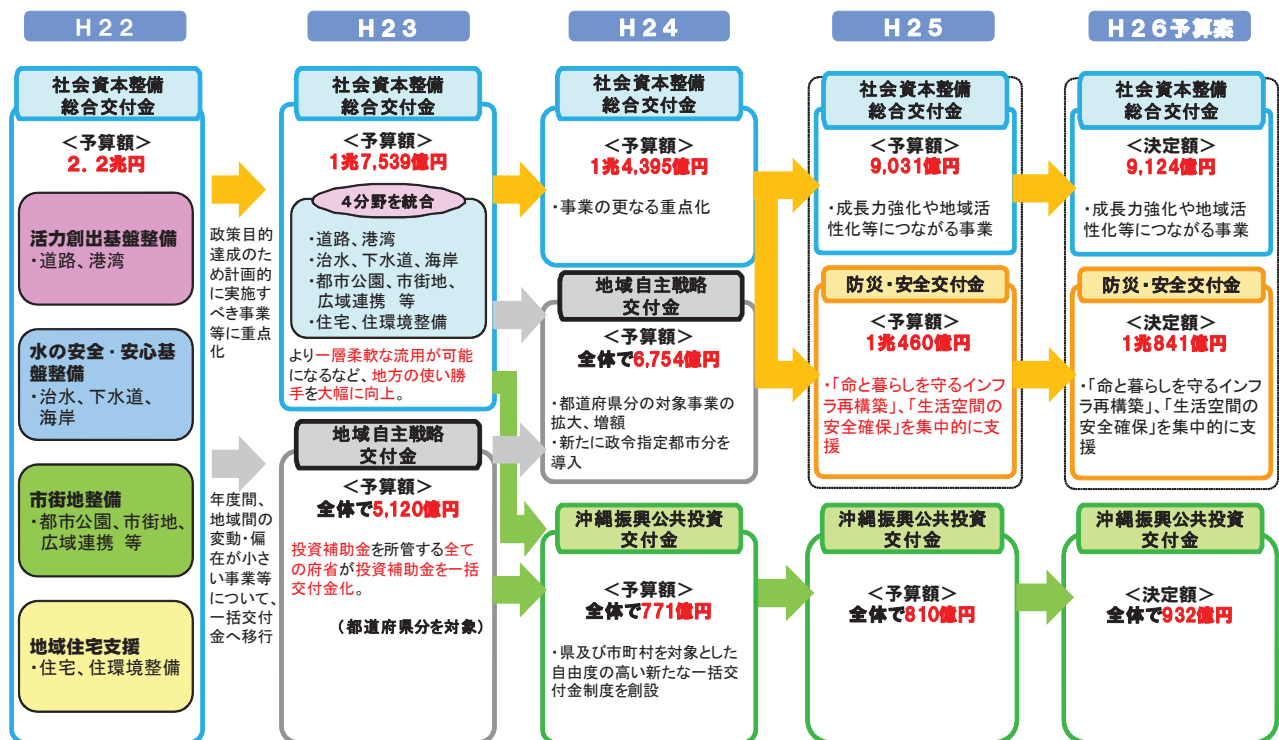 H22
社会資本整備
総合交付金
<予算額>
2.2兆円
活力創出基盤整備
・道路、港湾
水の安全・安心基
盤整備
・治水、下水道、
海岸
市街地整備
・都市公園、市街地、
広域連携 等
地域住宅支援
・住宅、住環境整備
政策目的
達成のた
め計画的
に実施す
べき事業
等に重点
化
年度間、
地域間の
変動・偏
在が小さ
い事業等
について、
一括交付
金へ移行
H23
社会資本整備
総合交付金
<予算額>
1兆7,539億円
4分野を統合
・道路、港湾
・治水、下水道、海岸
・都市公園、市街地、
広域連携 等
・住宅、住環境整備
より一層柔軟な流用が可能
になるなど、地方の使い勝
手を大幅に向上。
地域自主戦略
交付金
<予算額>
全体で5,120億円
投資補助金を所管する全て
の府省が投資補助金を一括
交付金化。
(都道府県分を対象)
H24
社会資本整備
総合交付金
<予算額>
1兆4,395億円
・事業の更なる重点化
地域自主戦略
交付金
<予算額>
全体で6,754億円
・都道府県分の対象事業の
拡大、増額
・新たに政令指定都市分を
導入
沖縄振興公共投資
交付金
<予算額>
全体で771億円
・県及び市町村を対象とした
自由度の高い新たな一括交
付金制度を創設
H25
社会資本整備
総合交付金
<予算額>
9,031億円
・成長力強化や地域活
性化等につながる事業
防災・安全交付金
<予算額>
1兆460億円
・「命と暮らしを守るインフ
ラ再構築」、「生活空間の
安全確保」を集中的に支
援
沖縄振興公共投資
交付金
<予算額>
全体で810億円
H26予算案
社会資本整備
総合交付金
<決定額>
9,124億円
・成長力強化や地域活
性化等につながる事業
防災・安全交付金
<決定額>
1兆841億円
・「命と暮らしを守るインフ
ラ再構築」、「生活空間の
安全確保」を集中的に支
援
沖縄振興公共投資
交付金
<決定額>
全体で932億円